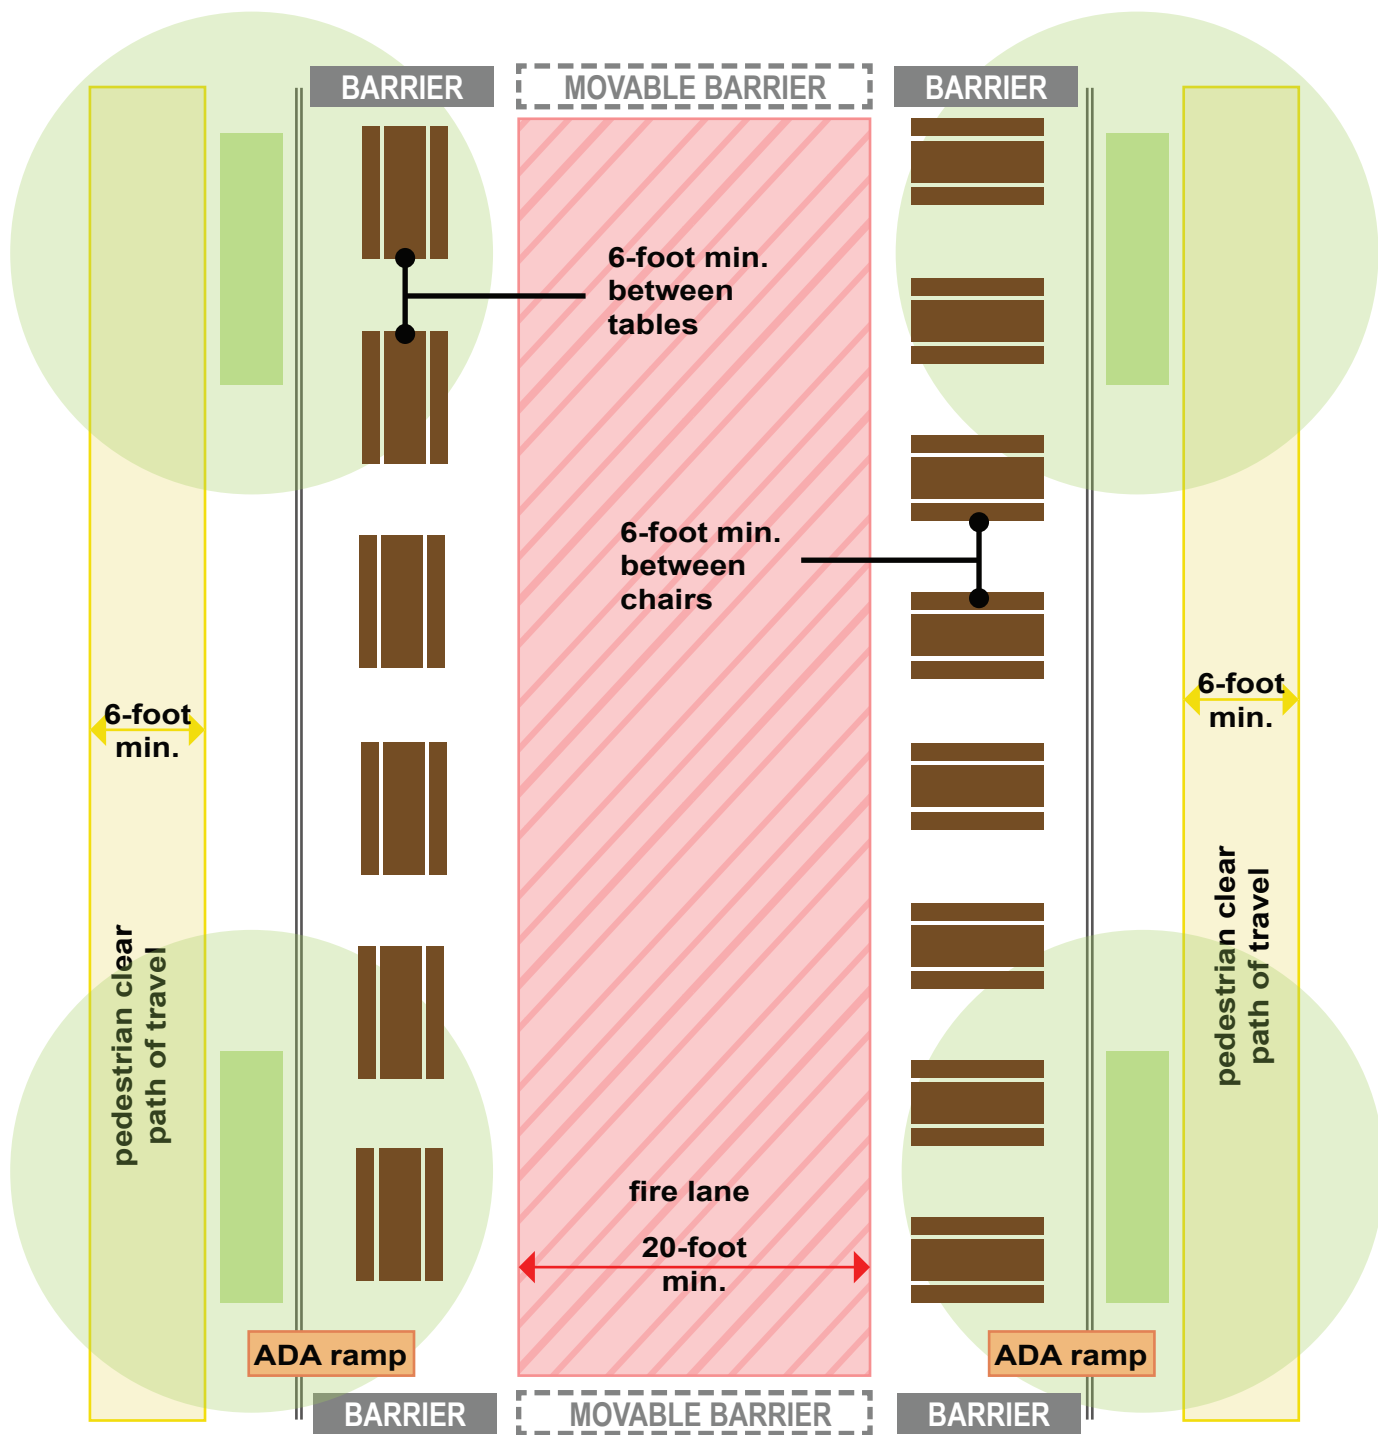 BARRIER
MOVABLE BARRIER
BARRIER
6-foot min.
between
tables
6-foot min.
between
chairs
6-foot
min.
6-foot
min.
pedestrian clear
path of travel
pedestrian clear
path of travel
fire lane
20-foot
min.
ADA ramp
ADA ramp
BARRIER
MOVABLE BARRIER
BARRIER